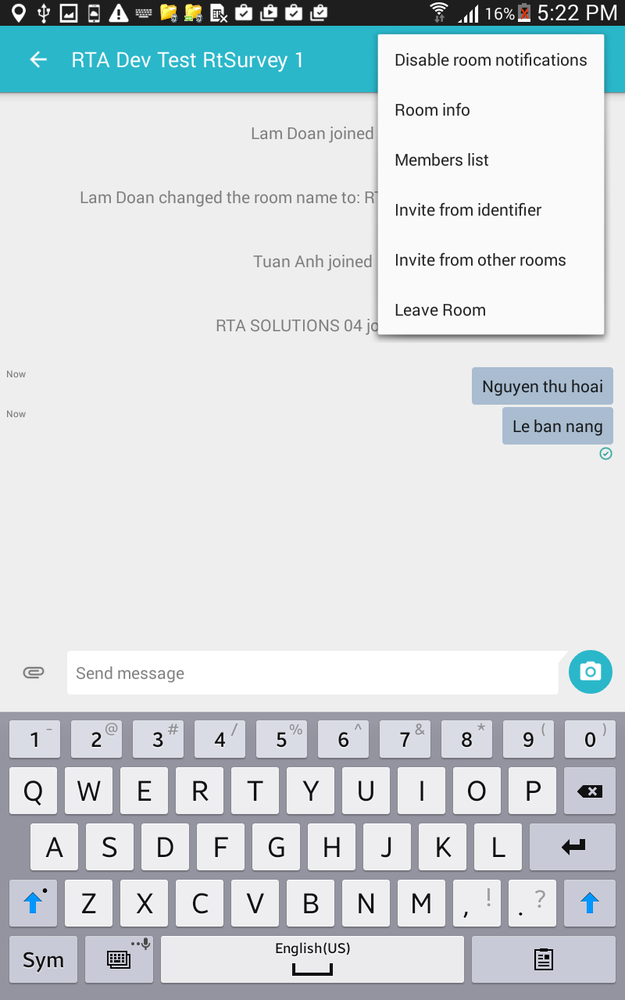 16% 5:22 PM
RTA Dev Test RtSurvey 1
Disable room notifications
Room info
Members list
Invite from identifier
Invite from other rooms
Leave Room
Lam Doan joined
Lam Doan changed the room name to: RT
Tuan Anh joined
RTA SOLUTIONS 04 jo
Now
Nguyen thu hoai
Now
Le ban nang
Send message
1 - 2 @ 3 # 4 / 5 % 6 ^ 7 & 8 * 9 ( 0 )
Q W E R T Y U I O P
A S D F G H J K L
Z X C V B N M , ! . ?
Sym English(US)